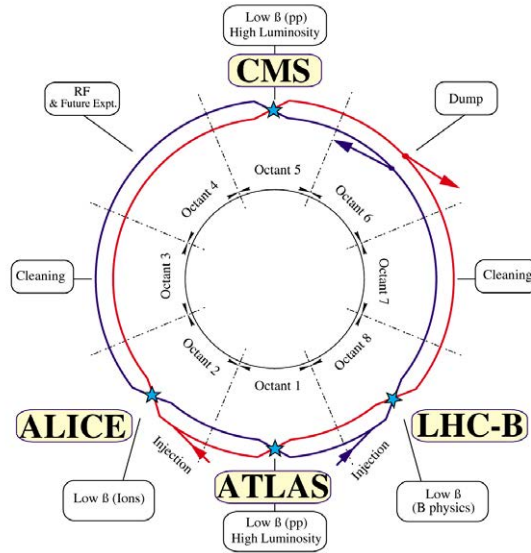 Low ß (pp)
High Luminosity
CMS
RF
& Future Expt.
Dump
Octant 5
Octant 4
Octant 6
Cleaning
Octant 3
Octant 7
Cleaning
Octant 2
Octant 8
Octant 1
ALICE
LHC-B
Injection
Injection
ATLAS
Low ß (Ions)
Low ß
(B physics)
Low ß (pp)
High Luminosity